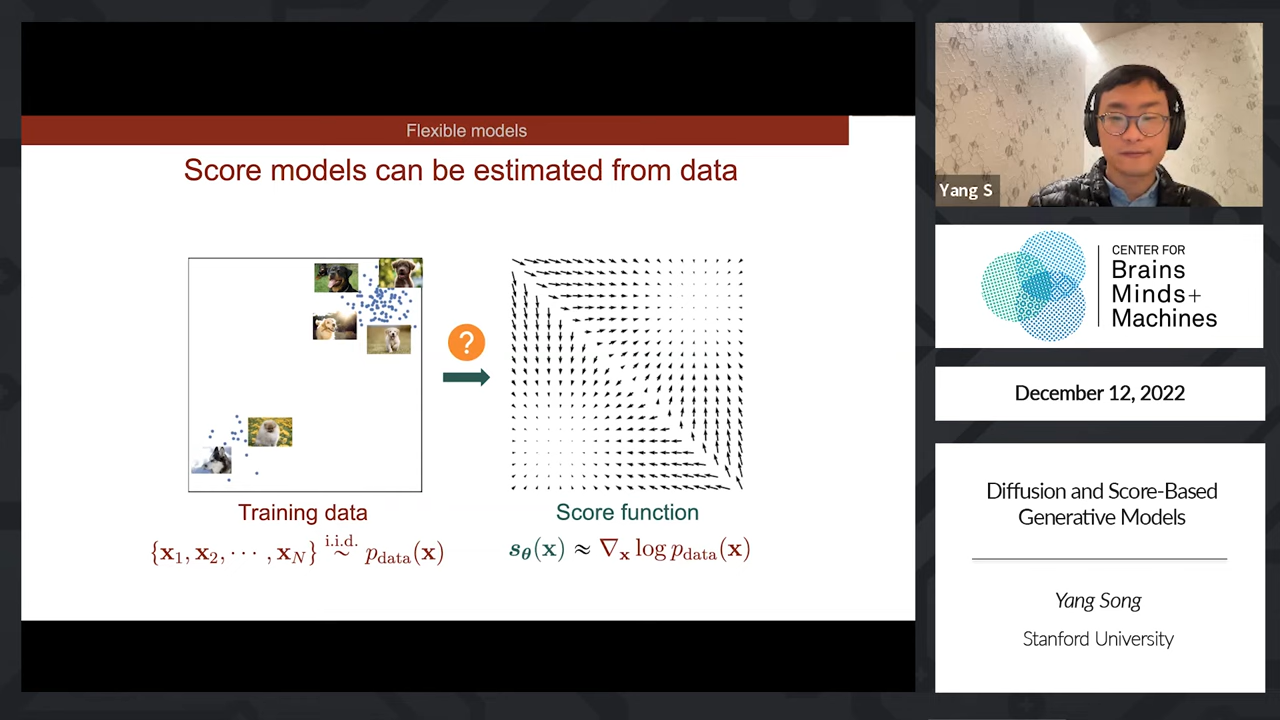 Flexible models
Score models can be estimated from data
?
Training data
{x₁, x₂, ⋯ , x_N} i.i.d. ∼ p_data(x)
Score function
s_θ(x) ≈ ∇_x log p_data(x)
Yang S
CENTER FOR
Brains
Minds+
Machines
December 12, 2022
Diffusion and Score-Based
Generative Models
Yang Song
Stanford University